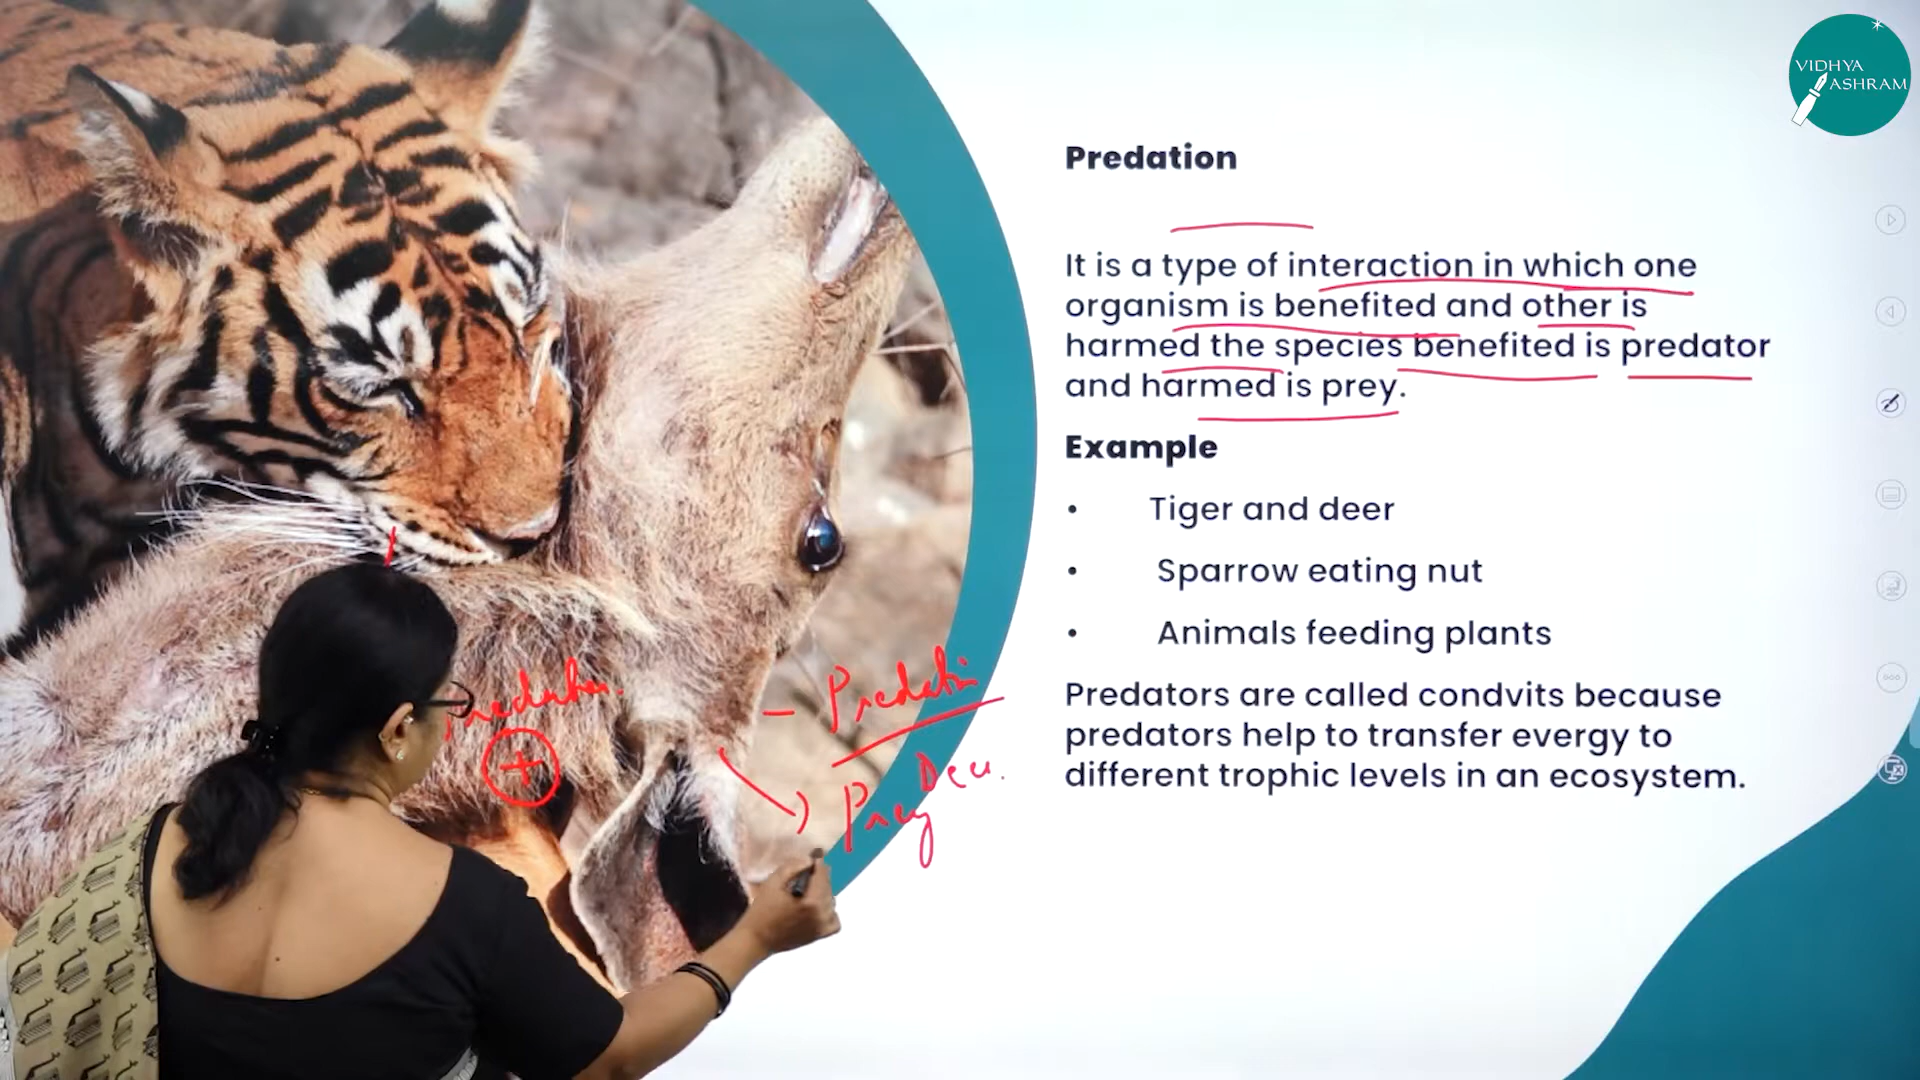 VIDHYA
ASHRAM
Predation
It is a type of interaction in which one
organism is benefited and other is
harmed the species benefited is predator
and harmed is prey.
Example
• Tiger and deer
• Sparrow eating nut
• Animals feeding plants
Predators are called condvits because
predators help to transfer evergy to
different trophic levels in an ecosystem.
+
Prey